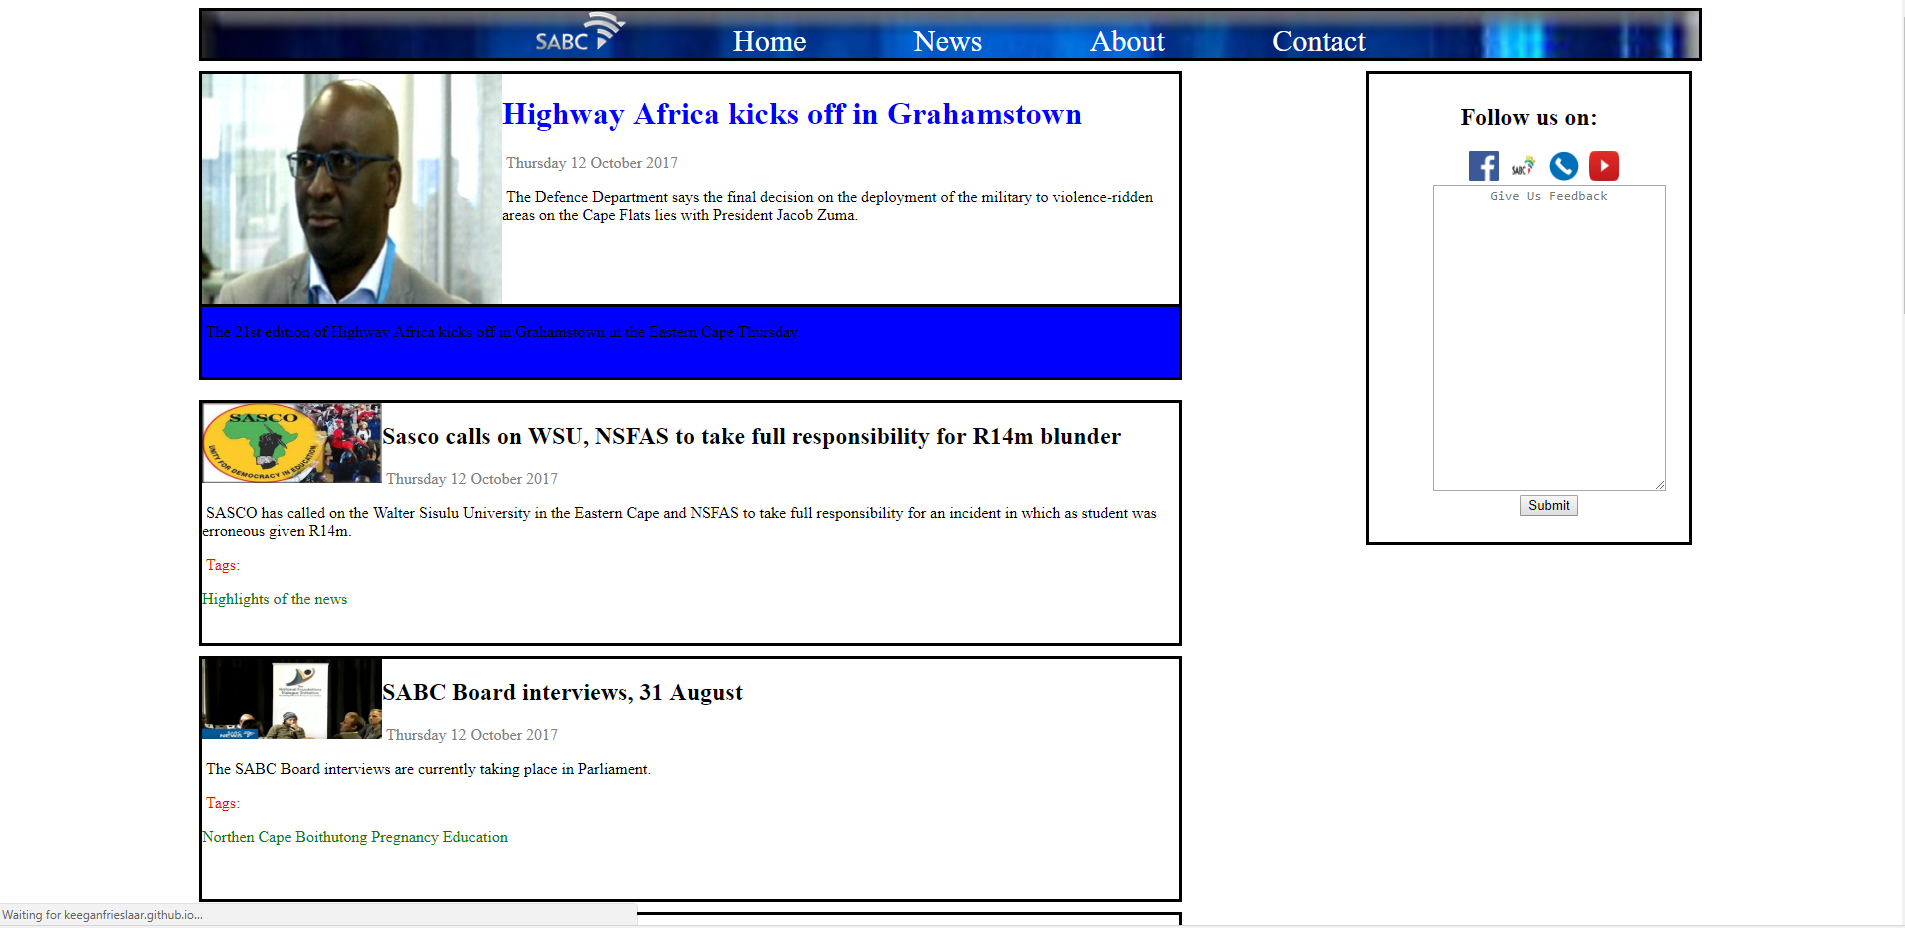 SABC
Home
News
About
Contact
Highway Africa kicks off in Grahamstown
Thursday 12 October 2017
The Defence Department says the final decision on the deployment of the military to violence-ridden
areas on the Cape Flats lies with President Jacob Zuma.
The 21st edition of Highway Africa kicks off in Grahamstown in the Eastern Cape Thursday.
Follow us on:
SABC
Give Us Feedback
Submit
SASCO
UNITY FOR DEMOCRACY IN EDUCATION
Sasco calls on WSU, NSFAS to take full responsibility for R14m blunder
Thursday 12 October 2017
SASCO has called on the Walter Sisulu University in the Eastern Cape and NSFAS to take full responsibility for an incident in which as student was
erroneous given R14m.
Tags:
Highlights of the news
SABC Board interviews, 31 August
Thursday 12 October 2017
The SABC Board interviews are currently taking place in Parliament.
Tags:
Northen Cape Boithutong Pregnancy Education
Waiting for keeganfrieslaar.github.io...